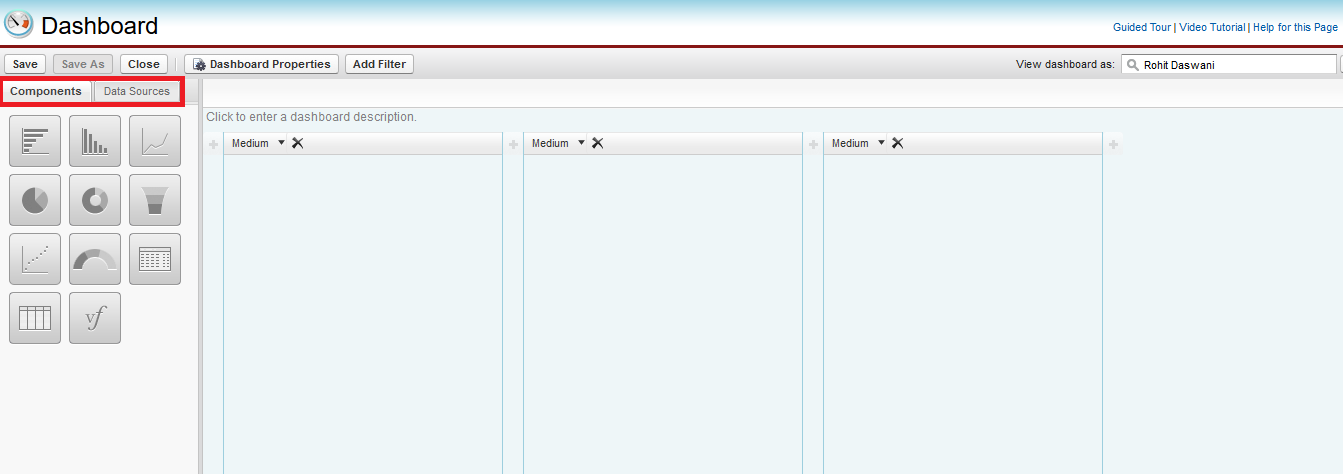 Dashboard
Guided Tour | Video Tutorial | Help for this Page
Save Save As Close Dashboard Properties Add Filter View dashboard as: Rohit Daswani
Components Data Sources
Click to enter a dashboard description.
Medium Medium Medium
vf